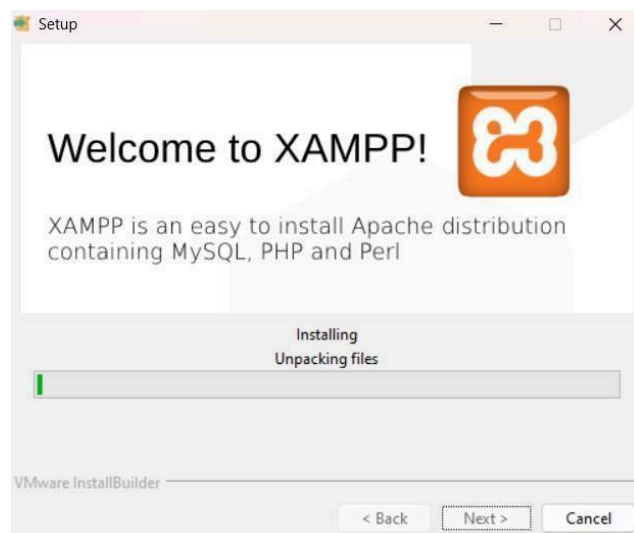 Setup
Welcome to XAMPP!
XAMPP is an easy to install Apache distribution
containing MySQL, PHP and Perl
Installing
Unpacking files
VMware InstallBuilder
< Back Next > Cancel